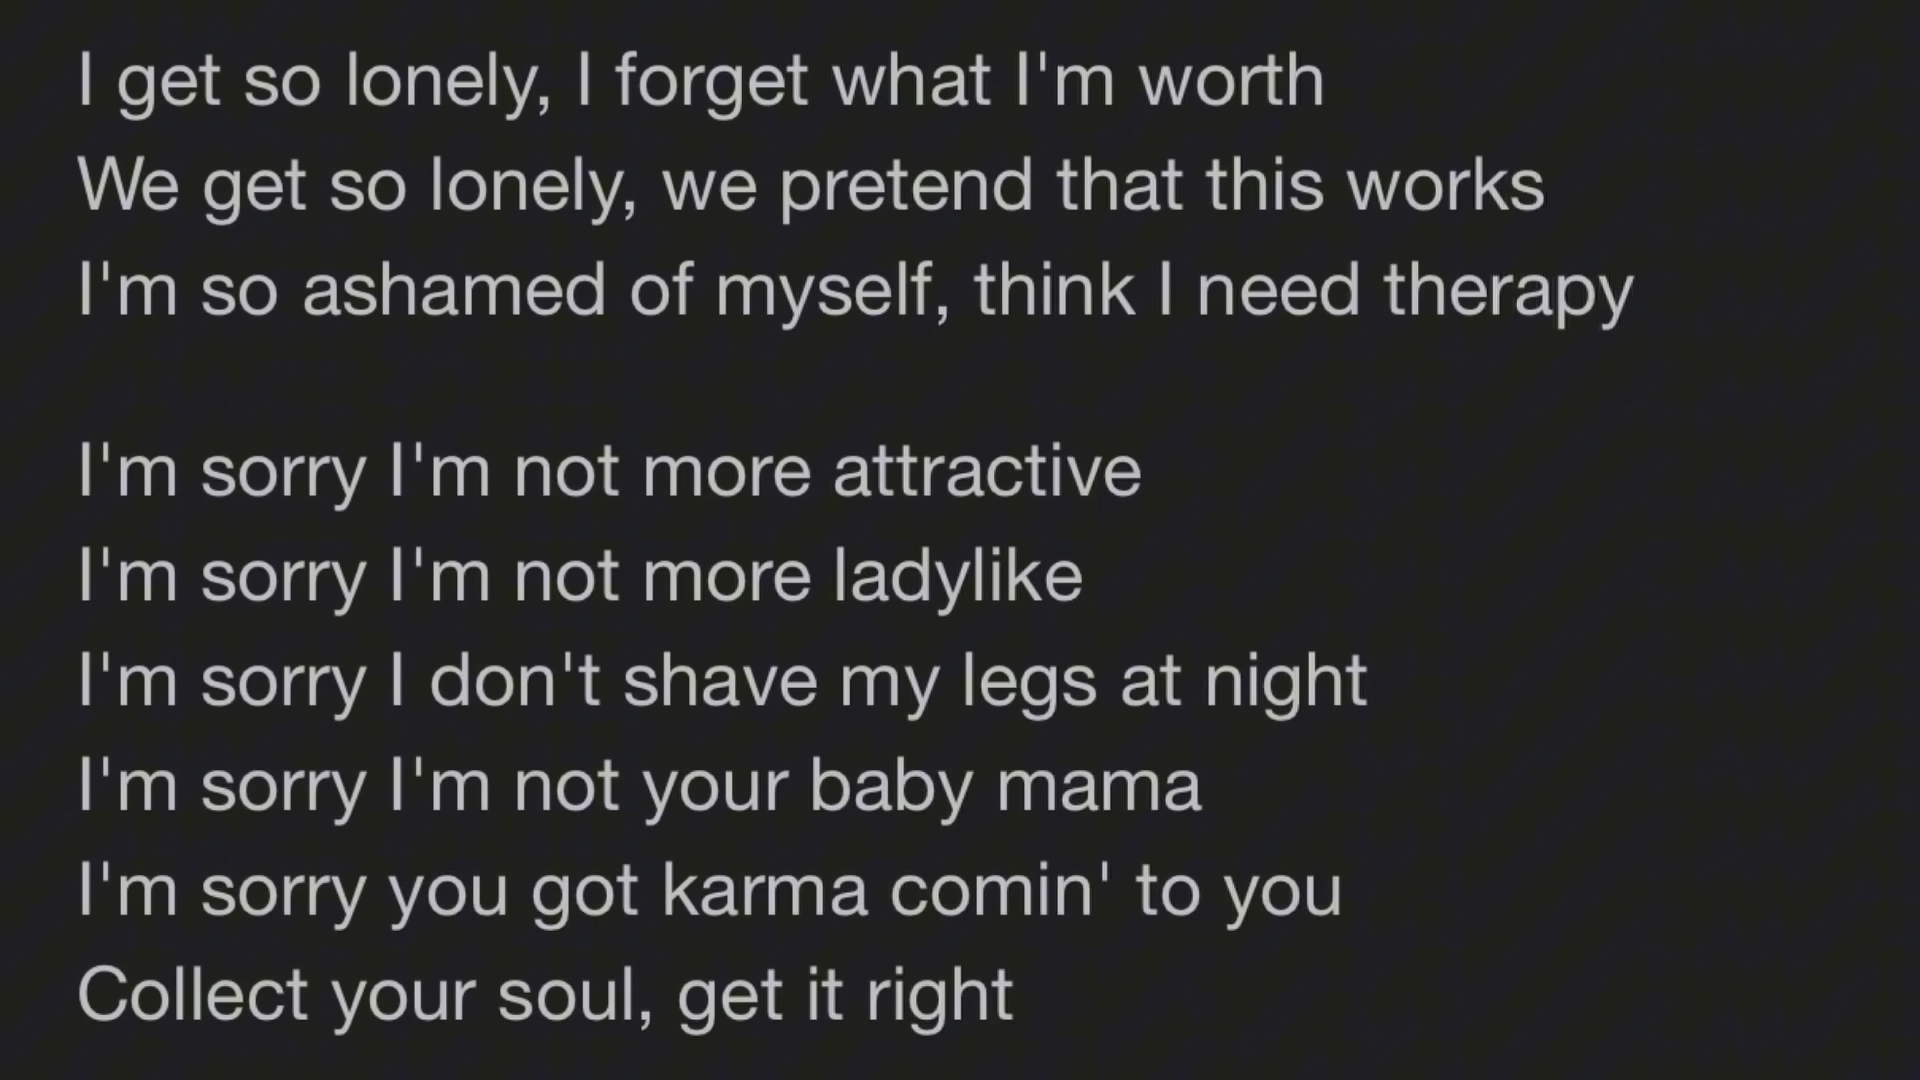 I get so lonely, I forget what I'm worth
We get so lonely, we pretend that this works
I'm so ashamed of myself, think I need therapy
I'm sorry I'm not more attractive
I'm sorry I'm not more ladylike
I'm sorry I don't shave my legs at night
I'm sorry I'm not your baby mama
I'm sorry you got karma comin' to you
Collect your soul, get it right